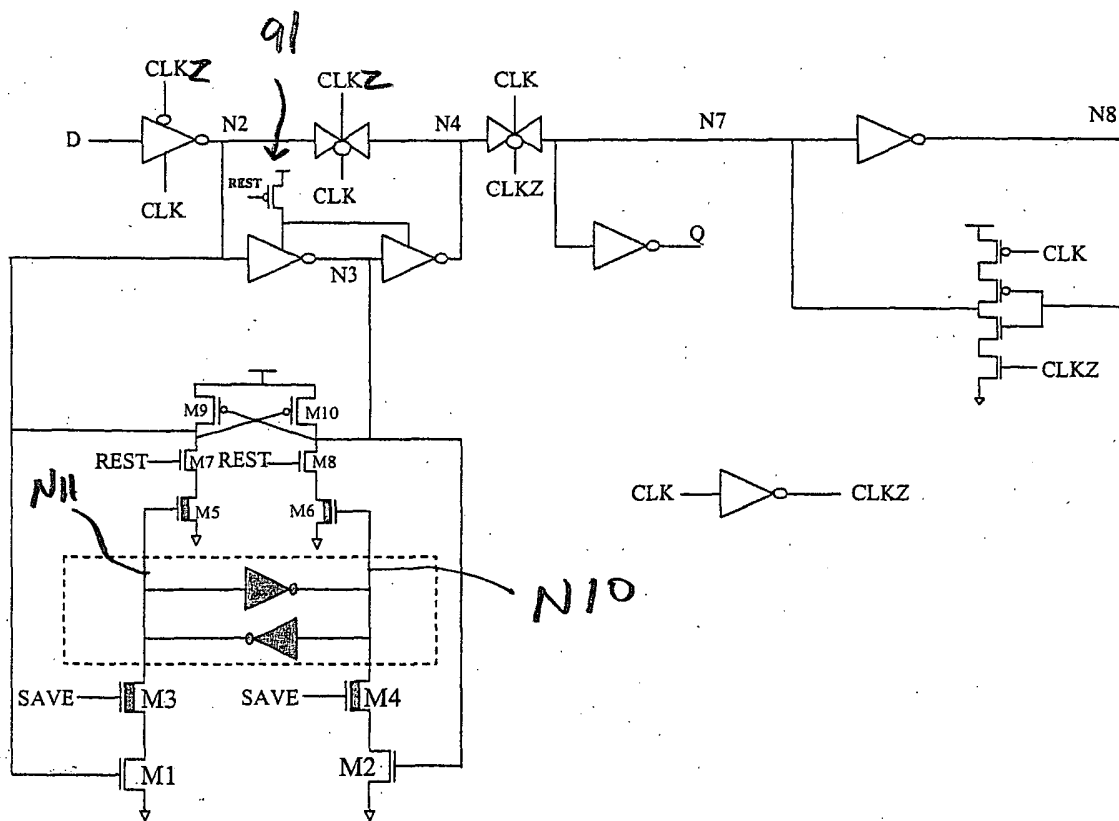 91
CLKZ
CLKZ
CLK
D
N2
N4
N7
N8
REST
CLK
CLKZ
CLK
Q
N3
CLK
CLKZ
M9
M10
REST
M7
REST
M8
N11
M5
M6
CLK
CLKZ
N10
SAVE
M3
SAVE
M4
M1
M2